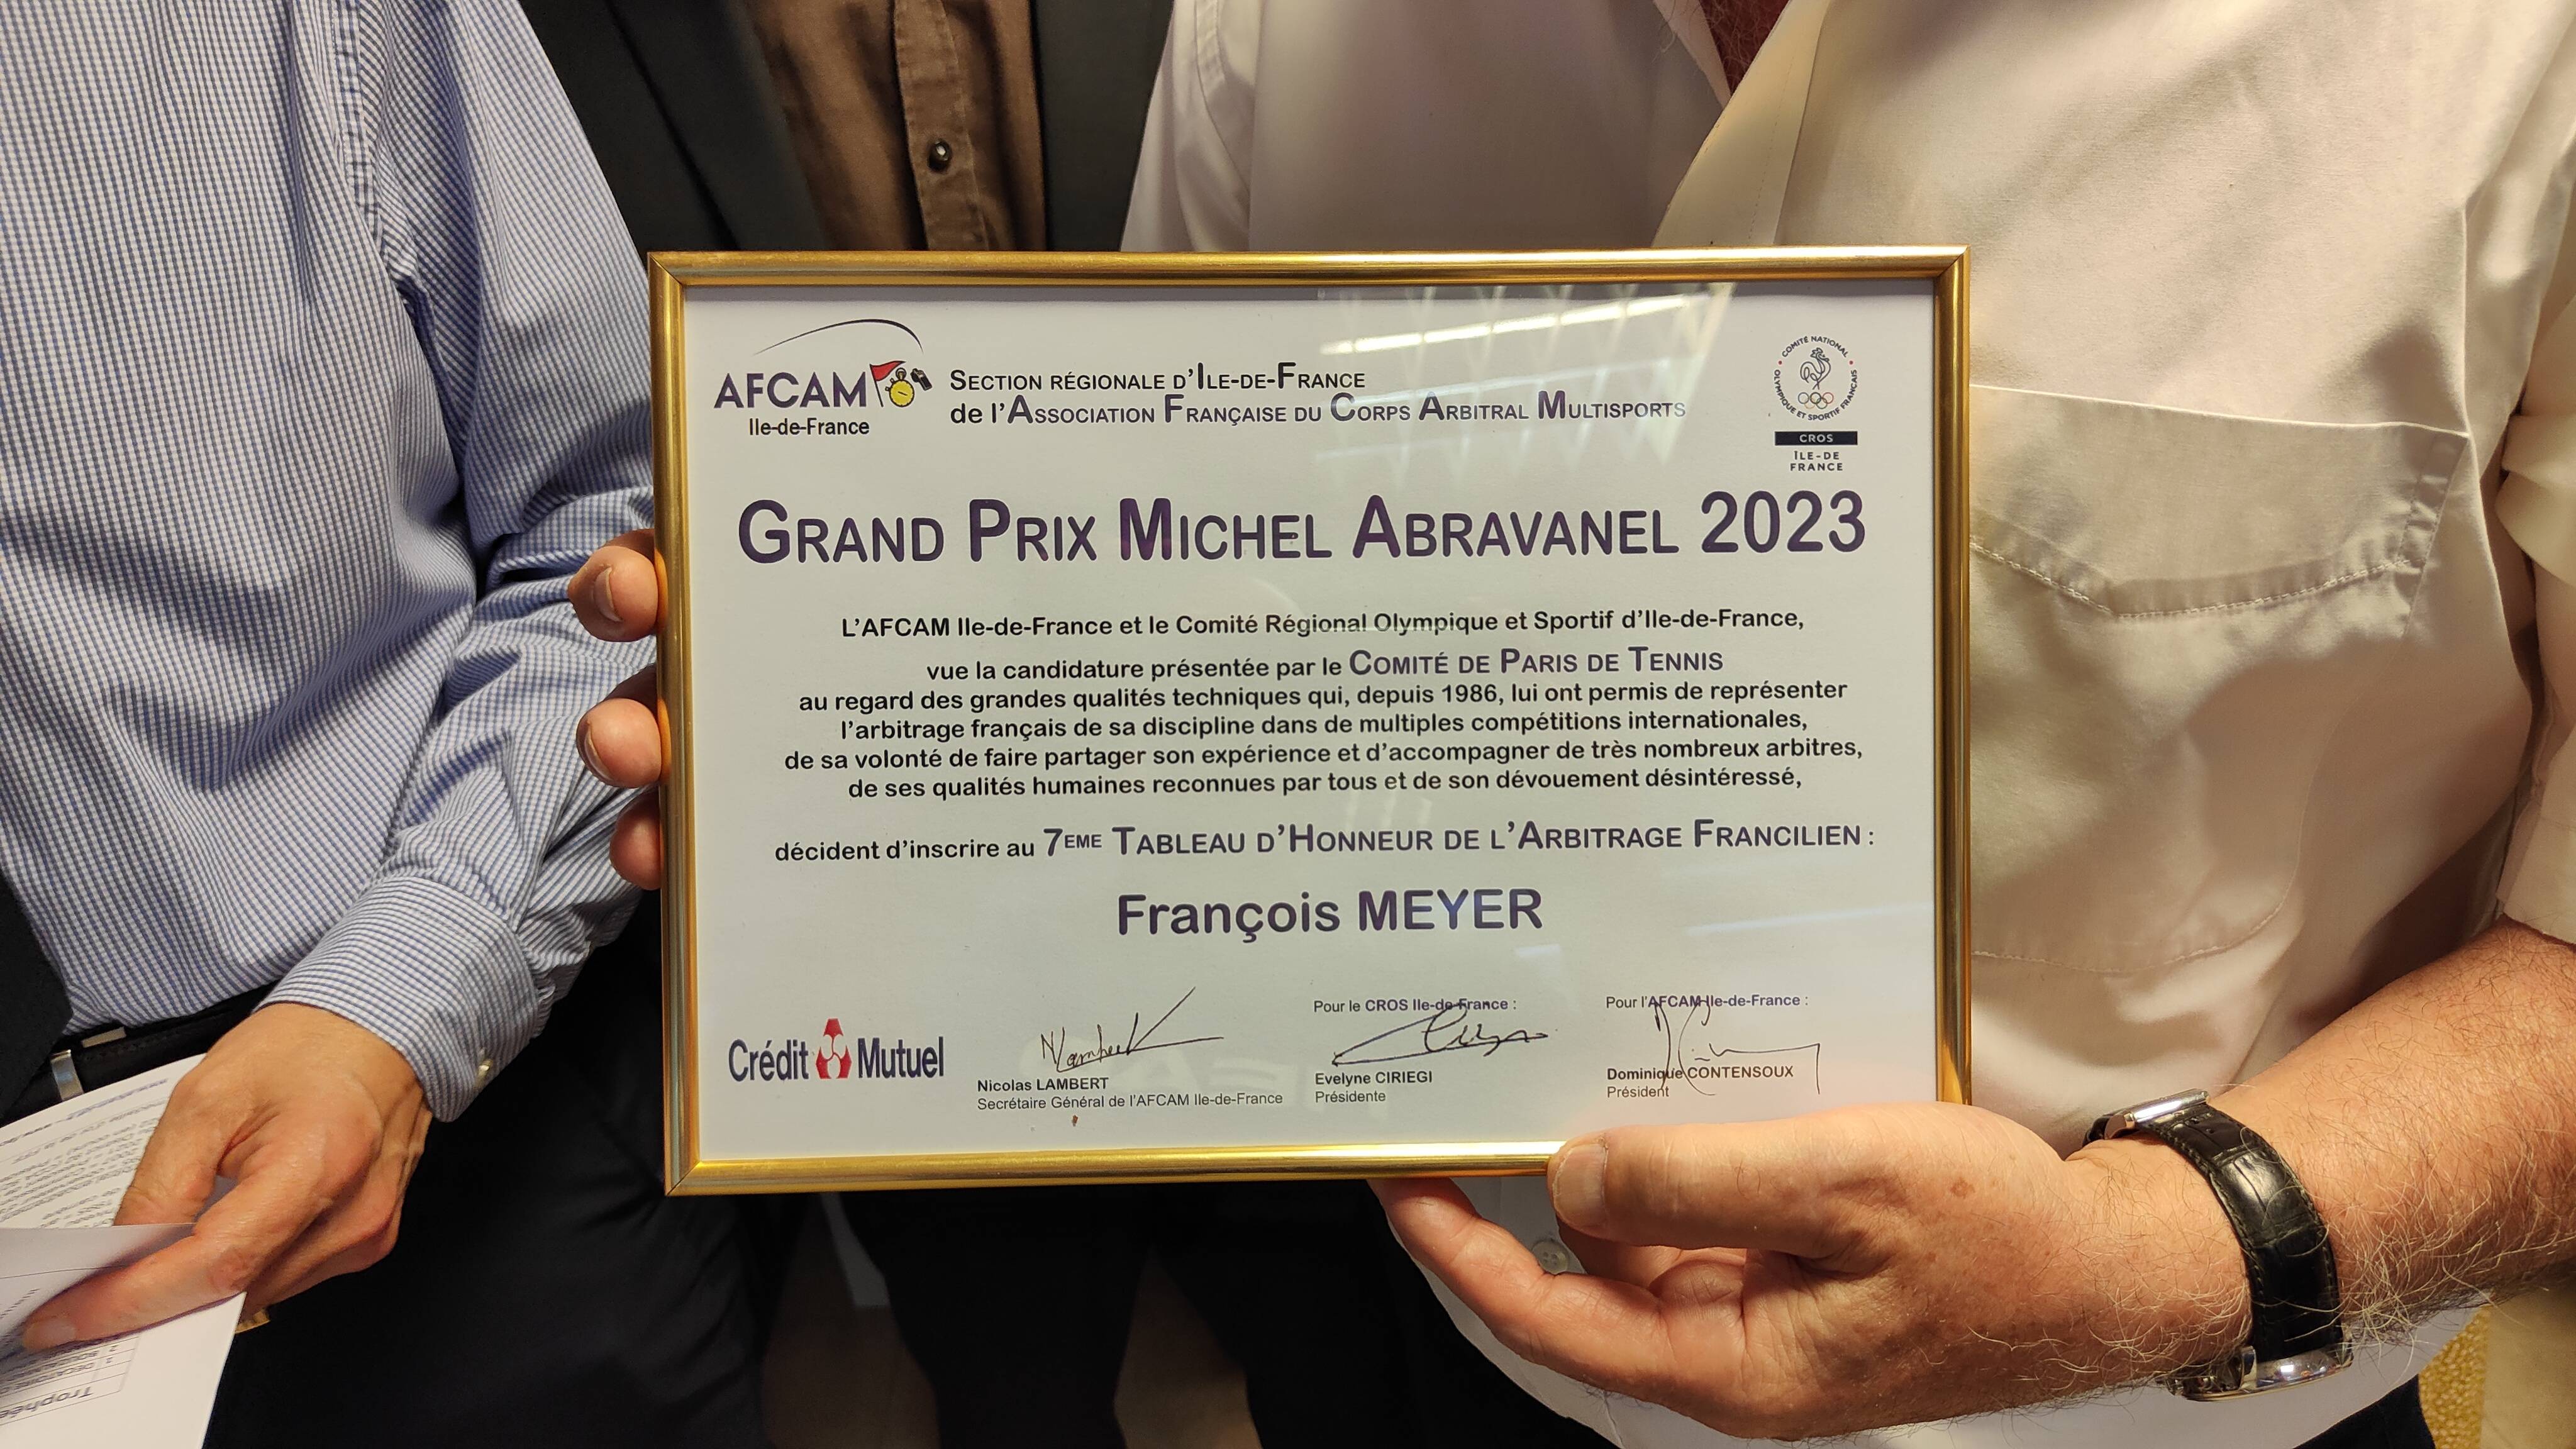 AFCAM
Ile-de-France
SECTION RÉGIONALE D'ILE-DE-FRANCE
de l'ASSOCIATION FRANÇAISE DU CORPS ARBITRAL MULTISPORTS
COMITÉ NATIONAL
OLYMPIQUE ET SPORTIF FRANÇAIS
CROS
ÎLE-DE
FRANCE
GRAND PRIX MICHEL ABRAVANEL 2023
L'AFCAM Ile-de-France et le Comité Régional Olympique et Sportif d'Ile-de-France,
vue la candidature présentée par le COMITÉ DE PARIS DE TENNIS
au regard des grandes qualités techniques qui, depuis 1986, lui ont permis de représenter
l'arbitrage français de sa discipline dans de multiples compétitions internationales,
de sa volonté de faire partager son expérience et d'accompagner de très nombreux arbitres,
de ses qualités humaines reconnues par tous et de son dévouement désintéressé,
décident d'inscrire au 7EME TABLEAU D'HONNEUR DE L'ARBITRAGE FRANCILIEN :
François MEYER
Crédit Mutuel
Nicolas LAMBERT
Secrétaire Général de l'AFCAM Ile-de-France
Pour le CROS Ile-de-France :
Evelyne CIRIEGI
Présidente
Pour l'AFCAM Ile-de-France :
Dominique CONTENSOUX
Président